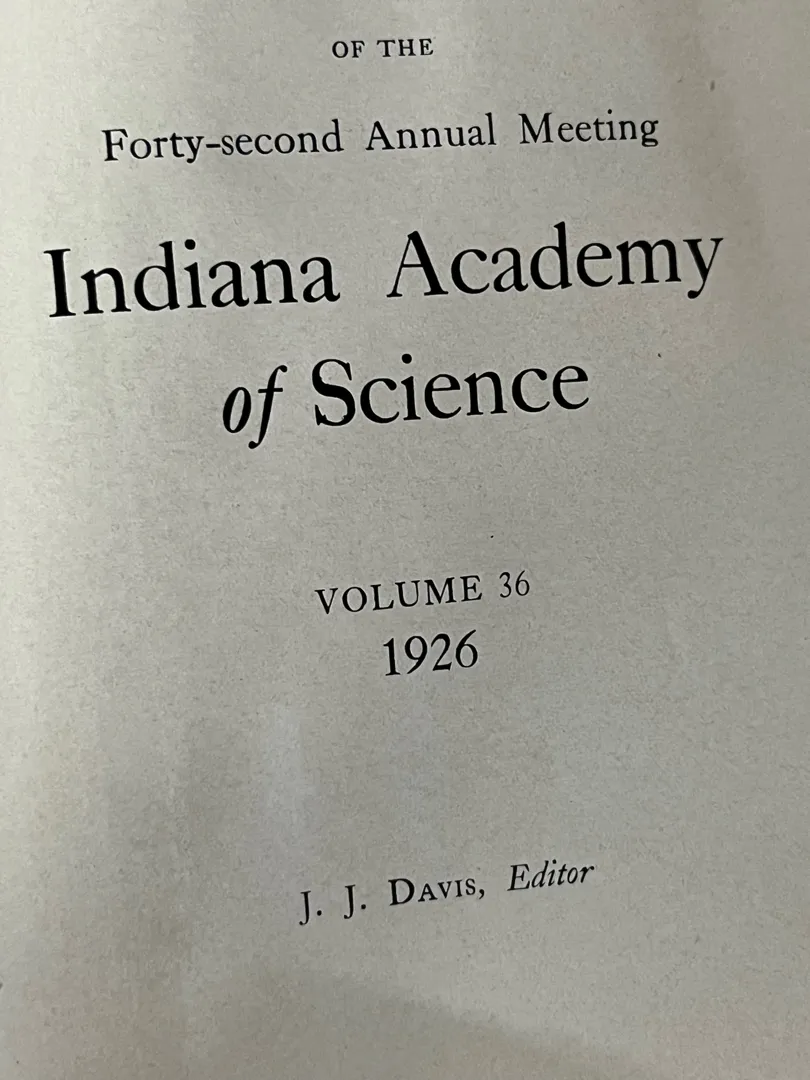 OF THE
Forty-second Annual Meeting
Indiana Academy
of Science
VOLUME 36
1926
J. J. DAVIS, Editor